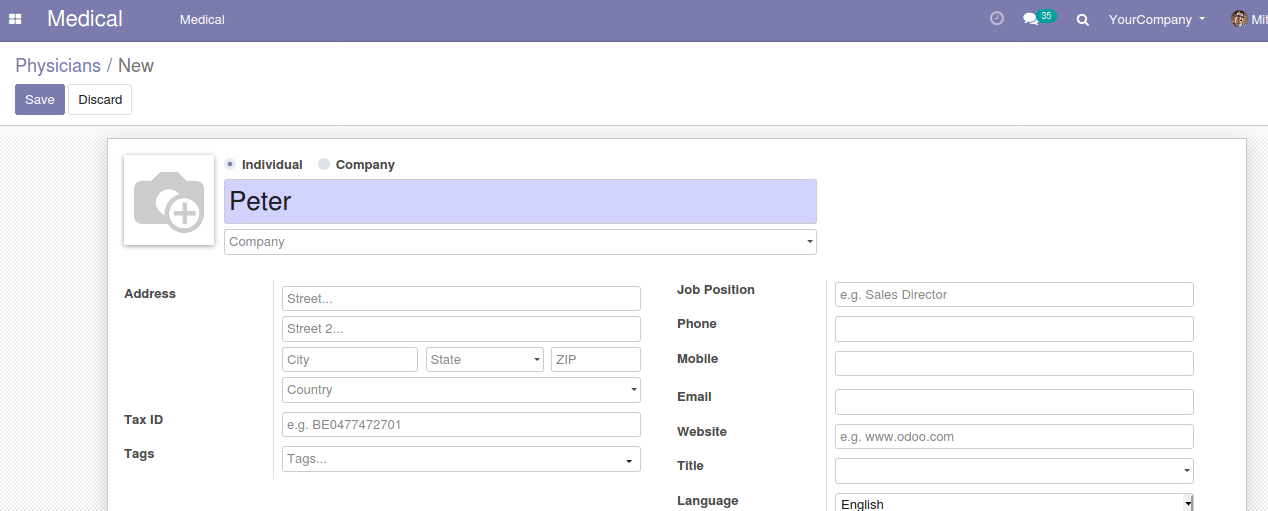 Medical Medical 35 YourCompany Mit
Physicians / New
Save Discard
Individual Company
Peter
Company
Address Street...
Street 2...
City State ZIP
Country
Tax ID e.g. BE0477472701
Tags Tags...
Job Position e.g. Sales Director
Phone
Mobile
Email
Website e.g. www.odoo.com
Title
Language English